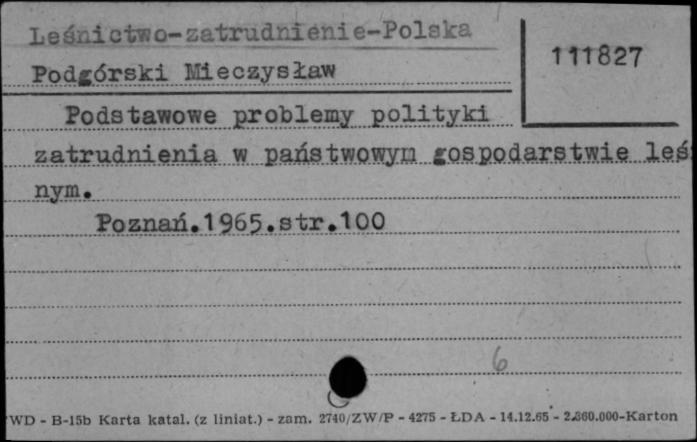 Leśnictwo-zatrudnienie-Polska
111827
Podgórski Mieczysław
Podstawowe problemy polityki
zatrudnienia w państwowym gospodarstwie leś
nym.
Poznań.1965.str.100
6
WD - B-15b Karta katal. (z liniat.) - zam. 2740/ZW/P - 4275 - ŁDA - 14.12.65 - 2.360.000-Karton